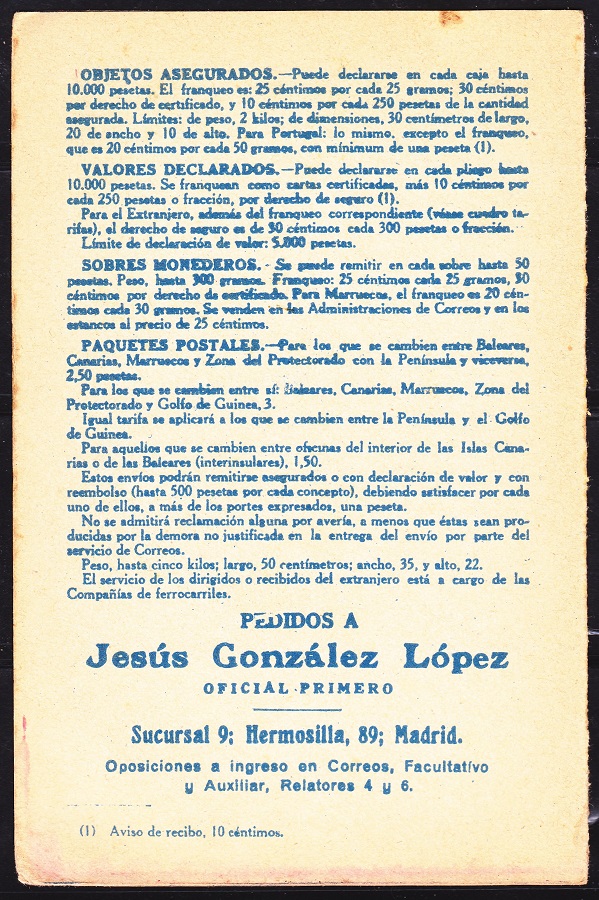 OBJETOS ASEGURADOS.—Puede declararse en cada caja hasta
10.000 pesetas. El franqueo es: 25 céntimos por cada 25 gramos; 30 céntimos
por derecho de certificado, y 10 céntimos por cada 250 pesetas de la cantidad
asegurada. Límites: de peso, 2 kilos; de dimensiones, 30 centímetros de largo,
20 de ancho y 10 de alto. Para Portugal: lo mismo, excepto el franqueo,
que es 20 céntimos por cada 50 gramos, con mínimum de una peseta (1).
VALORES DECLARADOS.—Puede declararse en cada pliego hasta
10.000 pesetas. Se franquean como cartas certificadas, más 10 céntimos por
cada 250 pesetas o fracción, por derecho de seguro (1).
Para el Extranjero, además del franqueo correspondiente (véase cuadro ta-
rifas), el derecho de seguro es de 30 céntimos cada 300 pesetas o fracción.
Límite de declaración de valor: 5.000 pesetas.
SOBRES MONEDEROS.- Se puede remitir en cada sobre hasta 50
pesetas. Peso, hasta 300 gramos. Franqueo: 25 céntimos cada 25 gramos, 30
céntimos por derecho de certificado. Para Marruecos, el franqueo es 20 cén-
timos cada 30 gramos. Se venden en las Administraciones de Correos y en los
estancos al precio de 25 céntimos.
PAQUETES POSTALES.—Para los que se cambien entre Baleares,
Canarias, Marruecos y Zona del Protectorado con la Península y viceversa,
2,50 pesetas.
Para los que se cambien entre sí: Baleares, Canarias, Marruecos, Zona del
Protectorado y Golfo de Guinea, 3.
Igual tarifa se aplicará a los que se cambien entre la Península y el Golfo
de Guinea.
Para aquellos que se cambien entre oficinas del interior de las Islas Cana-
rias o de las Baleares (interinsulares), 1,50.
Estos envíos podrán remitirse asegurados o con declaración de valor y con
reembolso (hasta 500 pesetas por cada concepto), debiendo satisfacer por cada
uno de ellos, a más de los portes expresados, una peseta.
No se admitirá reclamación alguna por avería, a menos que éstas sean pro-
ducidas por la demora no justificada en la entrega del envío por parte del
servicio de Correos.
Peso, hasta cinco kilos; largo, 50 centímetros; ancho, 35, y alto, 22.
El servicio de los dirigidos o recibidos del extranjero está a cargo de las
Compañías de ferrocarriles.
PEDIDOS A
Jesús González López
OFICIAL PRIMERO
Sucursal 9; Hermosilla, 89; Madrid.
Oposiciones a ingreso en Correos, Facultativo
y Auxiliar, Relatores 4 y 6.
(1) Aviso de recibo, 10 céntimos.